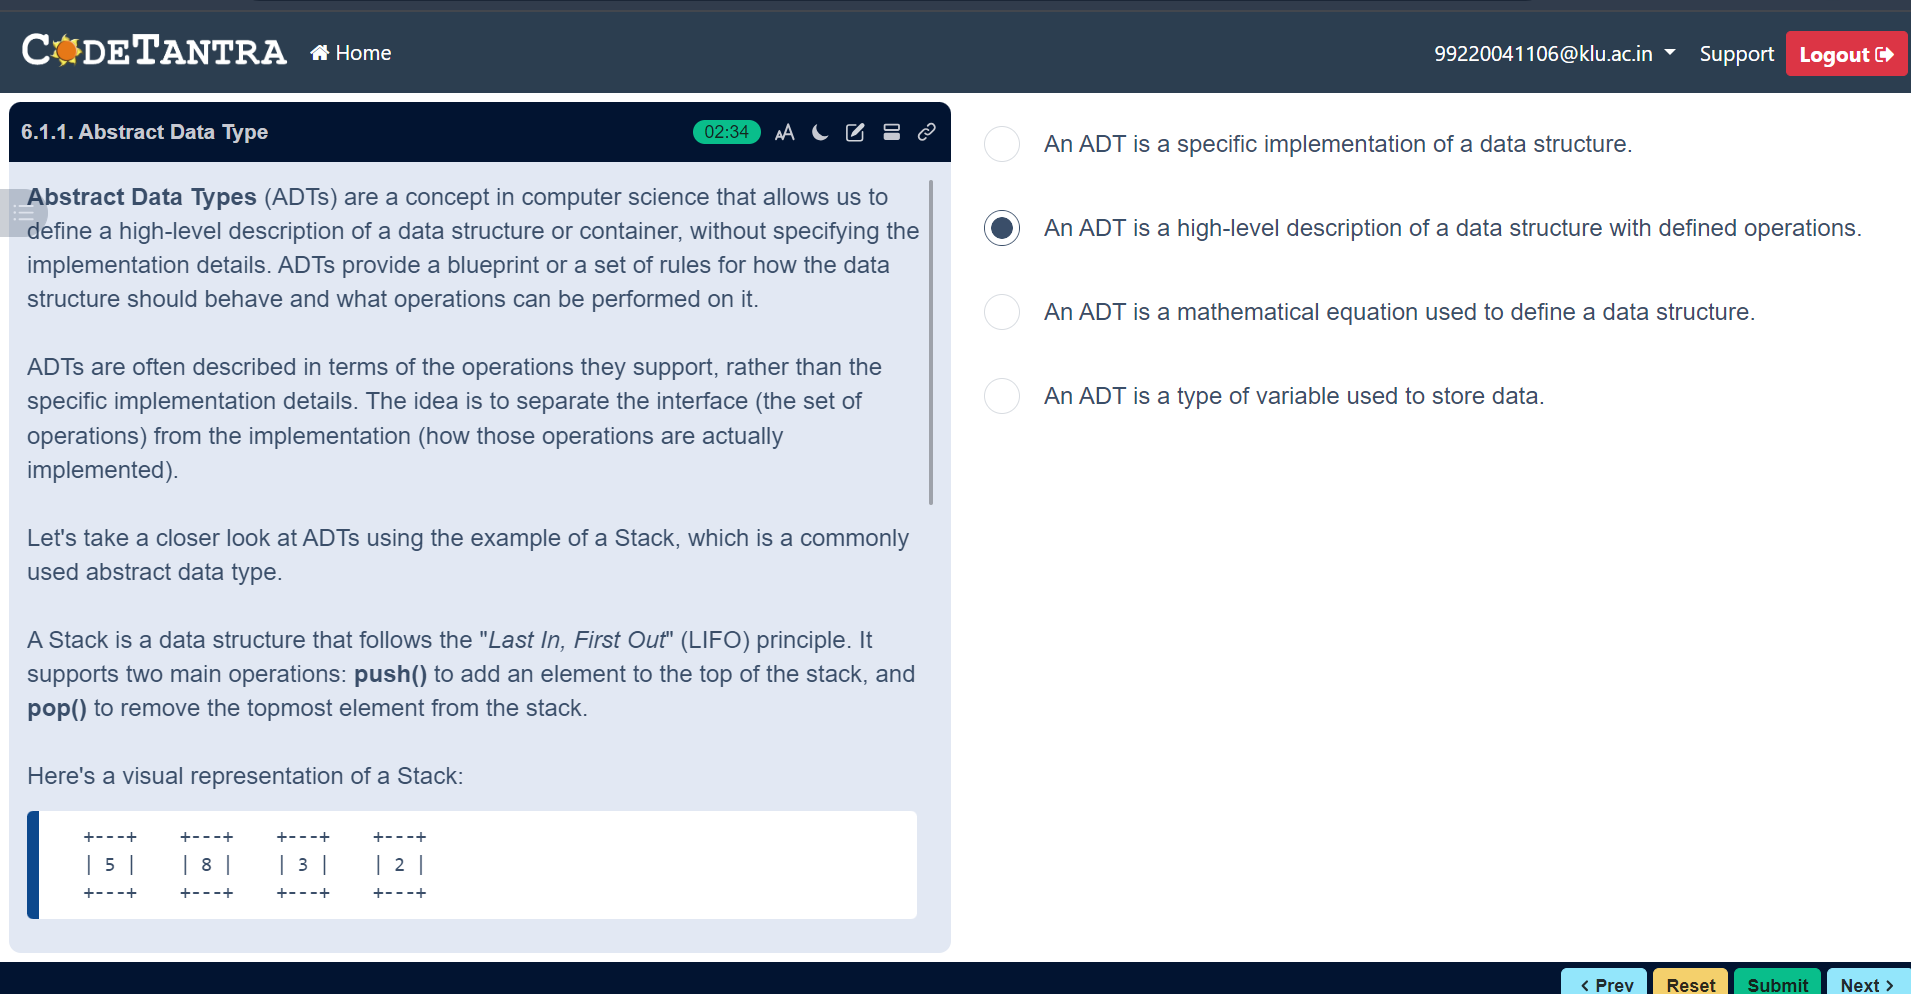 CODETANTRA Home 99220041106@klu.ac.in Support Logout
6.1.1. Abstract Data Type 02:34 AA
Abstract Data Types (ADTs) are a concept in computer science that allows us to
define a high-level description of a data structure or container, without specifying the
implementation details. ADTs provide a blueprint or a set of rules for how the data
structure should behave and what operations can be performed on it.
ADTs are often described in terms of the operations they support, rather than the
specific implementation details. The idea is to separate the interface (the set of
operations) from the implementation (how those operations are actually
implemented).
Let's take a closer look at ADTs using the example of a Stack, which is a commonly
used abstract data type.
A Stack is a data structure that follows the "Last In, First Out" (LIFO) principle. It
supports two main operations: push() to add an element to the top of the stack, and
pop() to remove the topmost element from the stack.
Here's a visual representation of a Stack:
+---+ +---+ +---+ +---+
| 5 | | 8 | | 3 | | 2 |
+---+ +---+ +---+ +---+
An ADT is a specific implementation of a data structure.
An ADT is a high-level description of a data structure with defined operations.
An ADT is a mathematical equation used to define a data structure.
An ADT is a type of variable used to store data.
‹ Prev Reset Submit Next ›